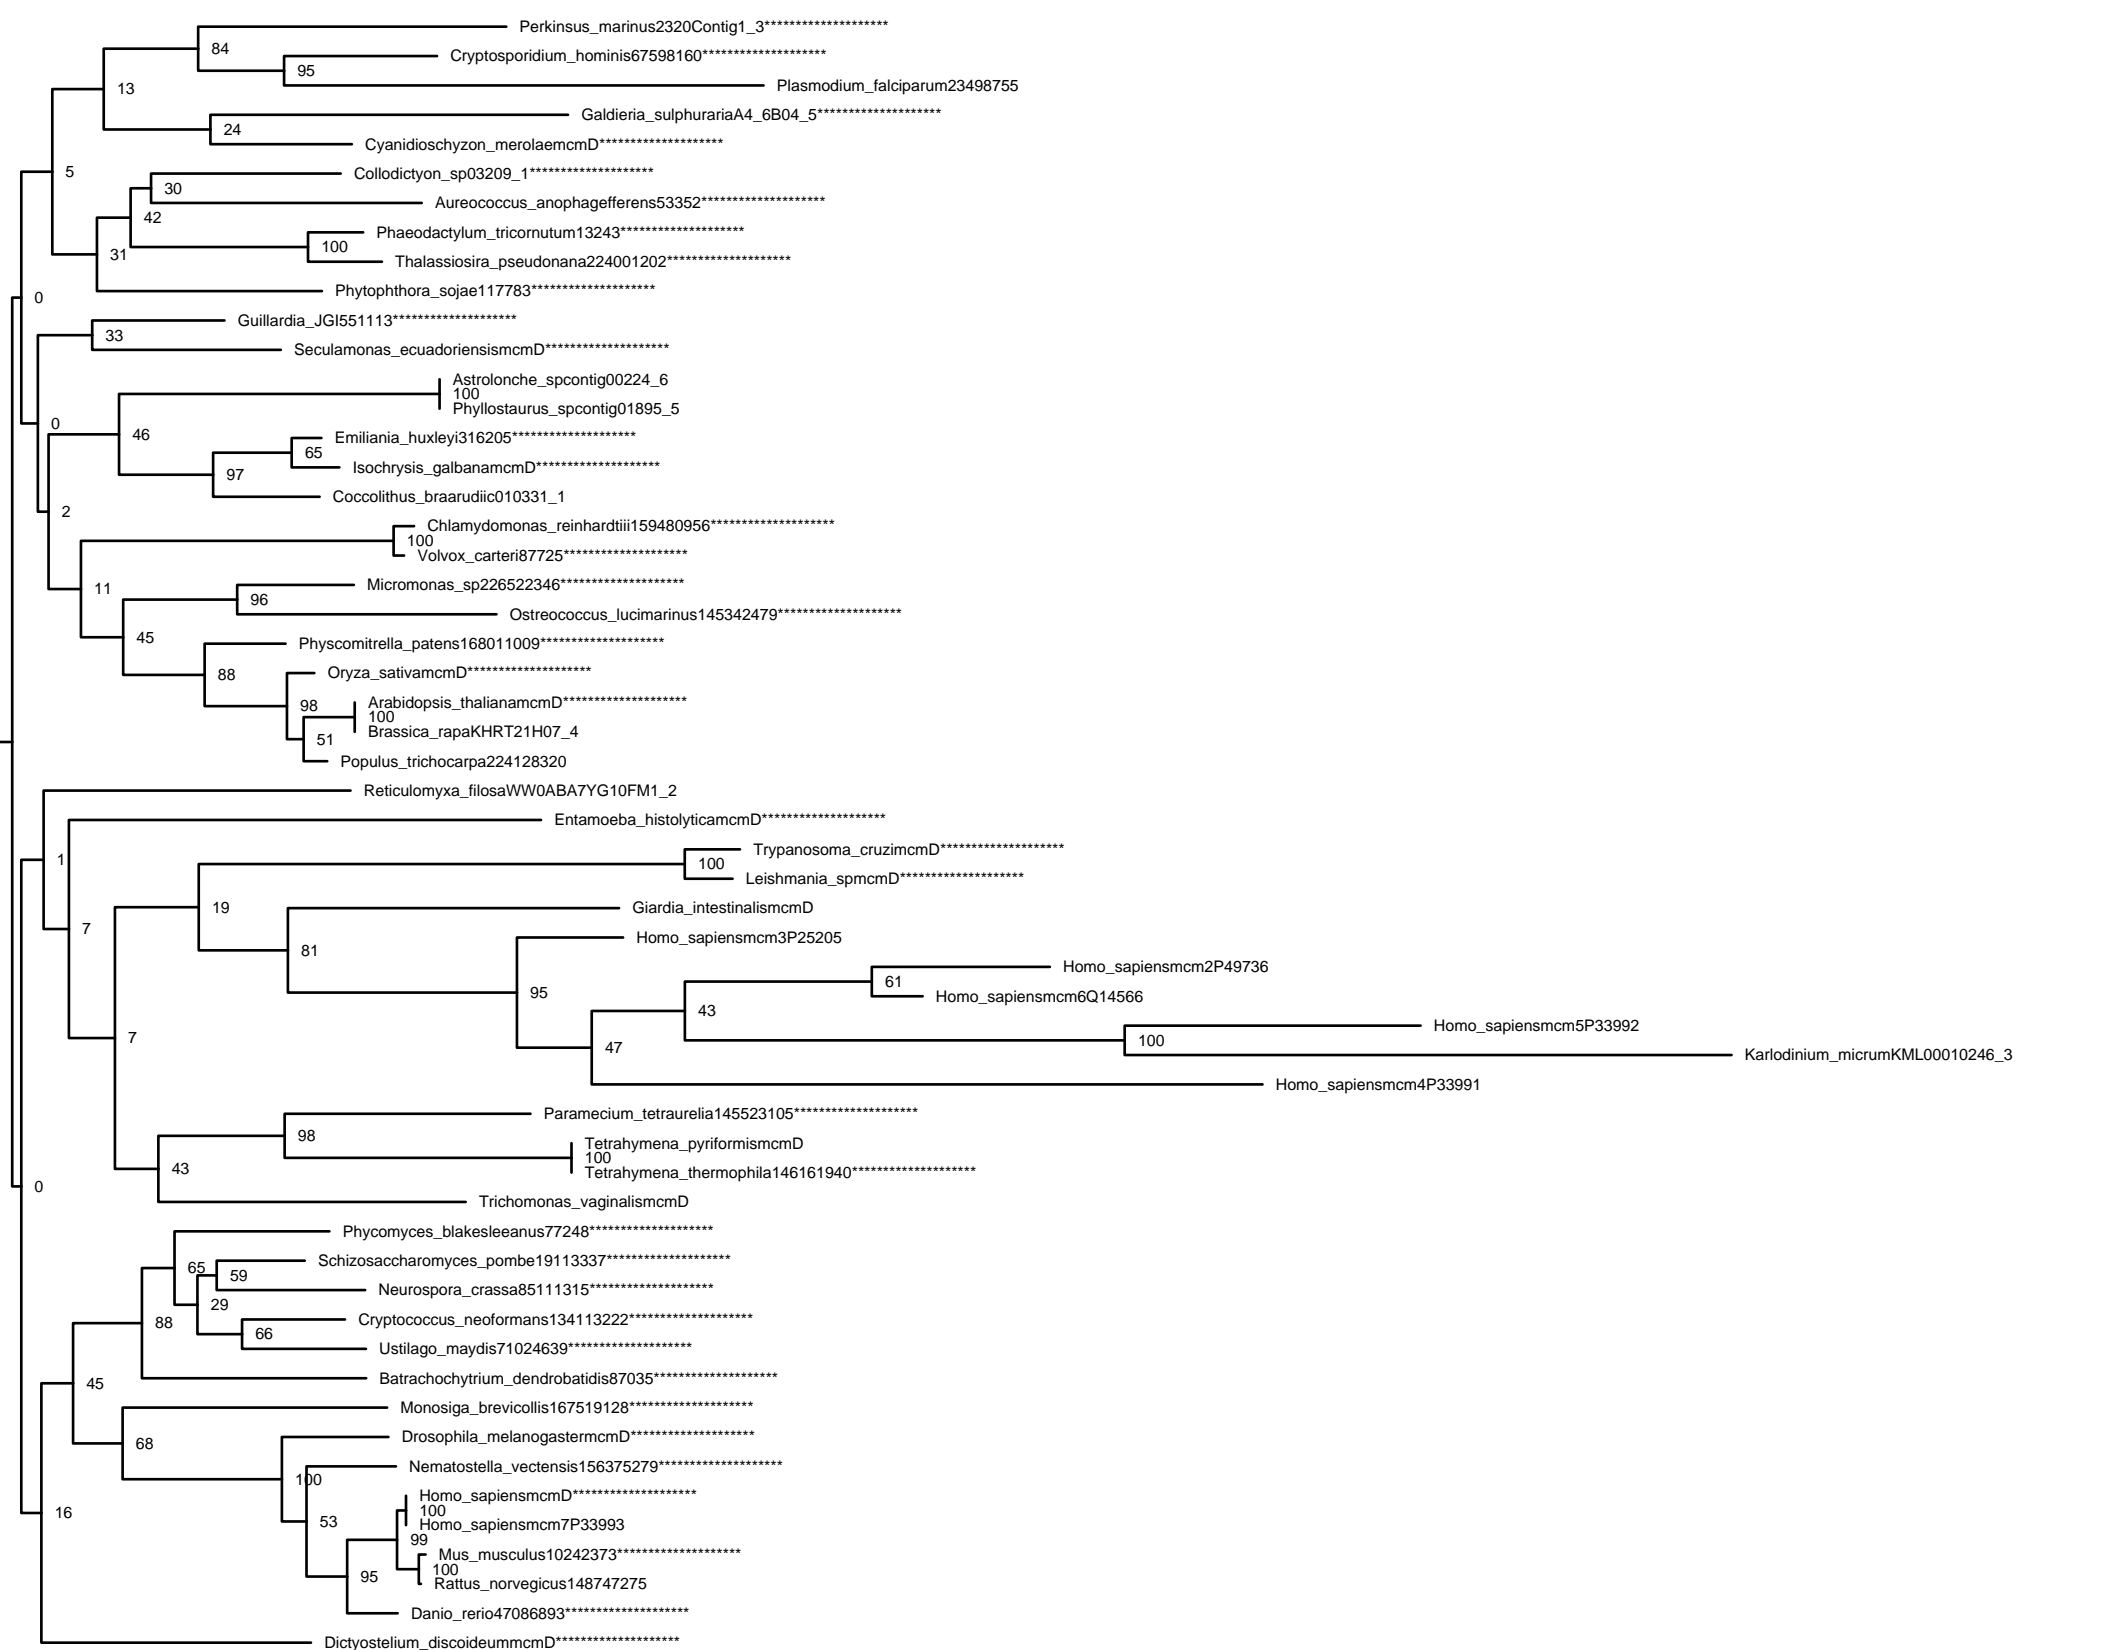 Perkinsus_marinus2320Contig1_3********************
84
Cryptosporidium_hominis67598160********************
95
Plasmodium_falciparum23498755
13
Galdieria_sulphurariaA4_6B04_5********************
24
Cyanidioschyzon_merolaemcmD********************
5
Collodictyon_sp03209_1********************
30
Aureococcus_anophagefferens53352********************
42
Phaeodactylum_tricornutum13243********************
100
31
Thalassiosira_pseudonana224001202********************
Phytophthora_sojae117783********************
0
Guillardia_JGI551113********************
33
Seculamonas_ecuadoriensismcmD********************
Astrolonche_spcontig00224_6
100
Phyllostaurus_spcontig01895_5
0
46
Emiliania_huxleyi316205********************
65
Isochrysis_galbanamcmD********************
97
Coccolithus_braarudiic010331_1
2
Chlamydomonas_reinhardtiii159480956********************
100
Volvox_carteri87725********************
11
Micromonas_sp226522346********************
96
Ostreococcus_lucimarinus145342479********************
45
Physcomitrella_patens168011009********************
88
Oryza_sativamcmD********************
98
Arabidopsis_thalianamcmD********************
100
Brassica_rapaKHRT21H07_4
51
Populus_trichocarpa224128320
Reticulomyxa_filosaWW0ABA7YG10FM1_2
Entamoeba_histolyticamcmD********************
1
Trypanosoma_cruzimcmD********************
100
Leishmania_spmcmD********************
19
Giardia_intestinalismcmD
7
Homo_sapiensmcm3P25205
81
Homo_sapiensmcm2P49736
61
95
Homo_sapiensmcm6Q14566
43
Homo_sapiensmcm5P33992
7
100
47
Karlodinium_micrumKML00010246_3
Homo_sapiensmcm4P33991
Paramecium_tetraurelia145523105********************
98
Tetrahymena_pyriformismcmD
100
43
Tetrahymena_thermophila146161940********************
0
Trichomonas_vaginalismcmD
Phycomyces_blakesleeanus77248********************
Schizosaccharomyces_pombe19113337********************
65
59
Neurospora_crassa85111315********************
29
88
Cryptococcus_neoformans134113222********************
66
Ustilago_maydis71024639********************
Batrachochytrium_dendrobatidis87035********************
45
Monosiga_brevicollis167519128********************
Drosophila_melanogastermcmD********************
68
Nematostella_vectensis156375279********************
100
Homo_sapiensmcmD********************
16
100
53
Homo_sapiensmcm7P33993
99
Mus_musculus10242373********************
100
95
Rattus_norvegicus148747275
Danio_rerio47086893********************
Dictyostelium_discoideummcmD********************